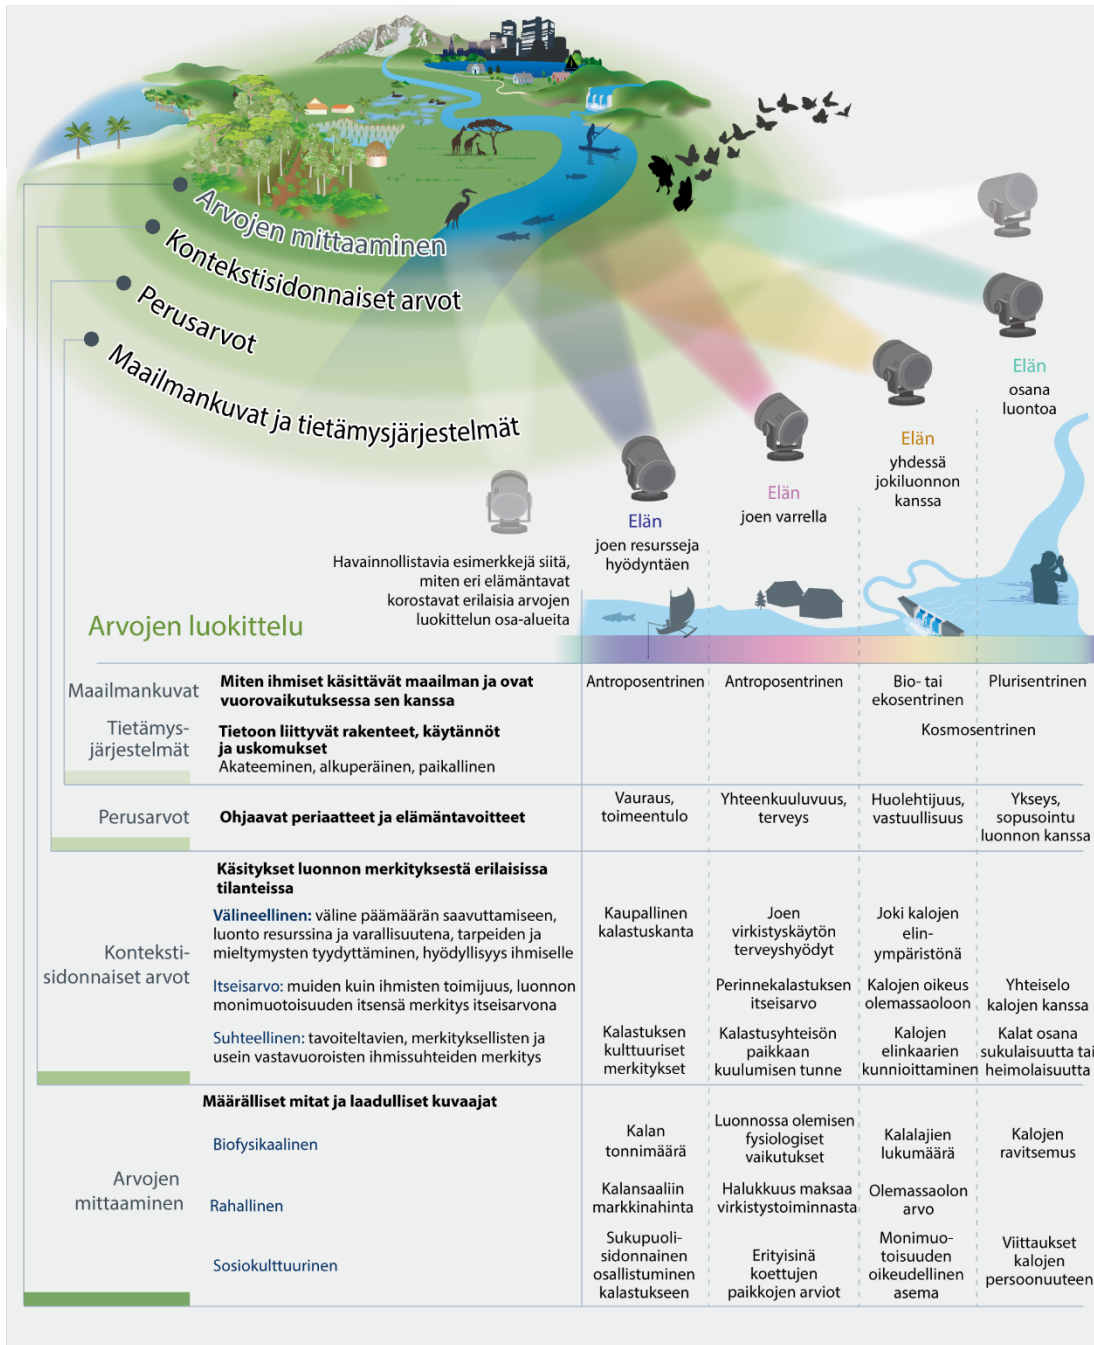 Arvojen mittaaminen
Kontekstisidonnaiset arvot
Perusarvot
Maailmankuvat ja tietämysjärjestelmät
Elän
osana
luontoa
Elän
yhdessä
jokiluonnon
kanssa
Elän
joen varrella
Elän
joen resursseja
hyödyntäen
Havainnollistavia esimerkkejä siitä,
miten eri elämäntavat
korostavat erilaisia arvojen
luokittelun osa-alueita
Arvojen luokittelu
Maailmankuvat
Miten ihmiset käsittävät maailman ja ovat
vuorovaikutuksessa sen kanssa
Antroposentrinen
Antroposentrinen
Bio- tai
ekosentrinen
Plurisentrinen
Tietämys-
järjestelmät
Tietoon liittyvät rakenteet, käytännöt
ja uskomukset
Akateeminen, alkuperäinen, paikallinen
Kosmosentrinen
Perusarvot
Ohjaavat periaatteet ja elämäntavoitteet
Vauraus,
toimeentulo
Yhteenkuuluvuus,
terveys
Huolehtijuus,
vastuullisuus
Ykseys,
sopusointu
luonnon kanssa
Konteksti-
sidonnaiset arvot
Käsitykset luonnon merkityksestä erilaisissa
tilanteissa
Välineellinen: väline päämäärän saavuttamiseen,
luonto resurssina ja varallisuutena, tarpeiden ja
mieltymysten tyydyttäminen, hyödyllisyys ihmiselle
Kaupallinen
kalastuskanta
Joen
virkistyskäytön
terveyshyödyt
Joki kalojen
elin-
ympäristönä
Itseisarvo: muiden kuin ihmisten toimijuus, luonnon
monimuotoisuuden itsensä merkitys itseisarvona
Perinnekalastuksen
itseisarvo
Kalojen oikeus
olemassaoloon
Yhteiselo
kalojen kanssa
Suhteellinen: tavoiteltavien, merkityksellisten ja
usein vastavuoroisten ihmissuhteiden merkitys
Kalastuksen
kulttuuriset
merkitykset
Kalastusyhteisön
paikkaan
kuulumisen tunne
Kalojen
elinkaarien
kunnioittaminen
Kalat osana
sukulaisuutta tai
heimolaisuutta
Arvojen
mittaaminen
Määrälliset mitat ja laadulliset kuvaajat
Biofysikaalinen
Kalan
tonnimäärä
Luonnossa olemisen
fysiologiset
vaikutukset
Kalalajien
lukumäärä
Kalojen
ravitsemus
Rahallinen
Kalansaaliin
markkinahinta
Halukkuus maksaa
virkistystoiminnasta
Olemassaolon
arvo
Sosiokulttuurinen
Sukupuoli-
sidonnainen
osallistuminen
kalastukseen
Erityisinä
koettujen
paikkojen arviot
Monimuo-
toisuuden
oikeudellinen
asema
Viittaukset
kalojen
persoonuuteen